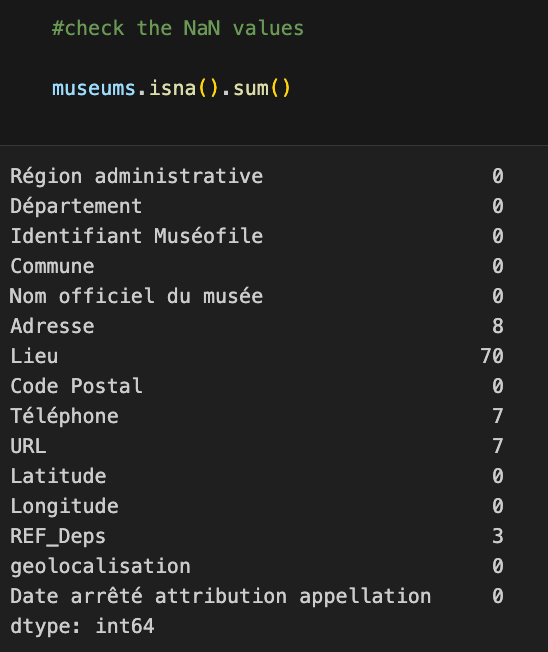 #check the NaN values
museums.isna().sum()
Région administrative 0
Département 0
Identifiant Muséofile 0
Commune 0
Nom officiel du musée 0
Adresse 8
Lieu 70
Code Postal 0
Téléphone 7
URL 7
Latitude 0
Longitude 0
REF_Deps 3
geolocalisation 0
Date arrêté attribution appellation 0
dtype: int64